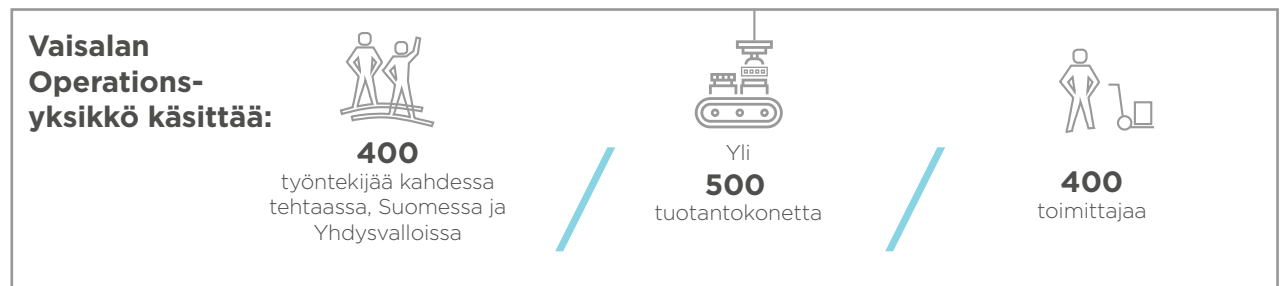 Vaisalan
Operations-
yksikkö käsittää:
400
työntekijää kahdessa
tehtaassa, Suomessa ja
Yhdysvalloissa
Yli
500
tuotantokonetta
400
toimittajaa